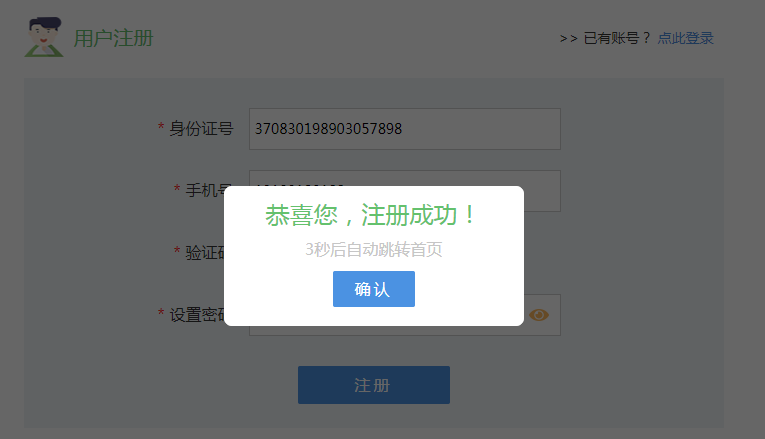 用户注册
>> 已有账号？ 点此登录
* 身份证号 370830198903057898
* 手机号
恭喜您，注册成功！
* 验证码
3秒后自动跳转首页
确认
* 设置密码
注册